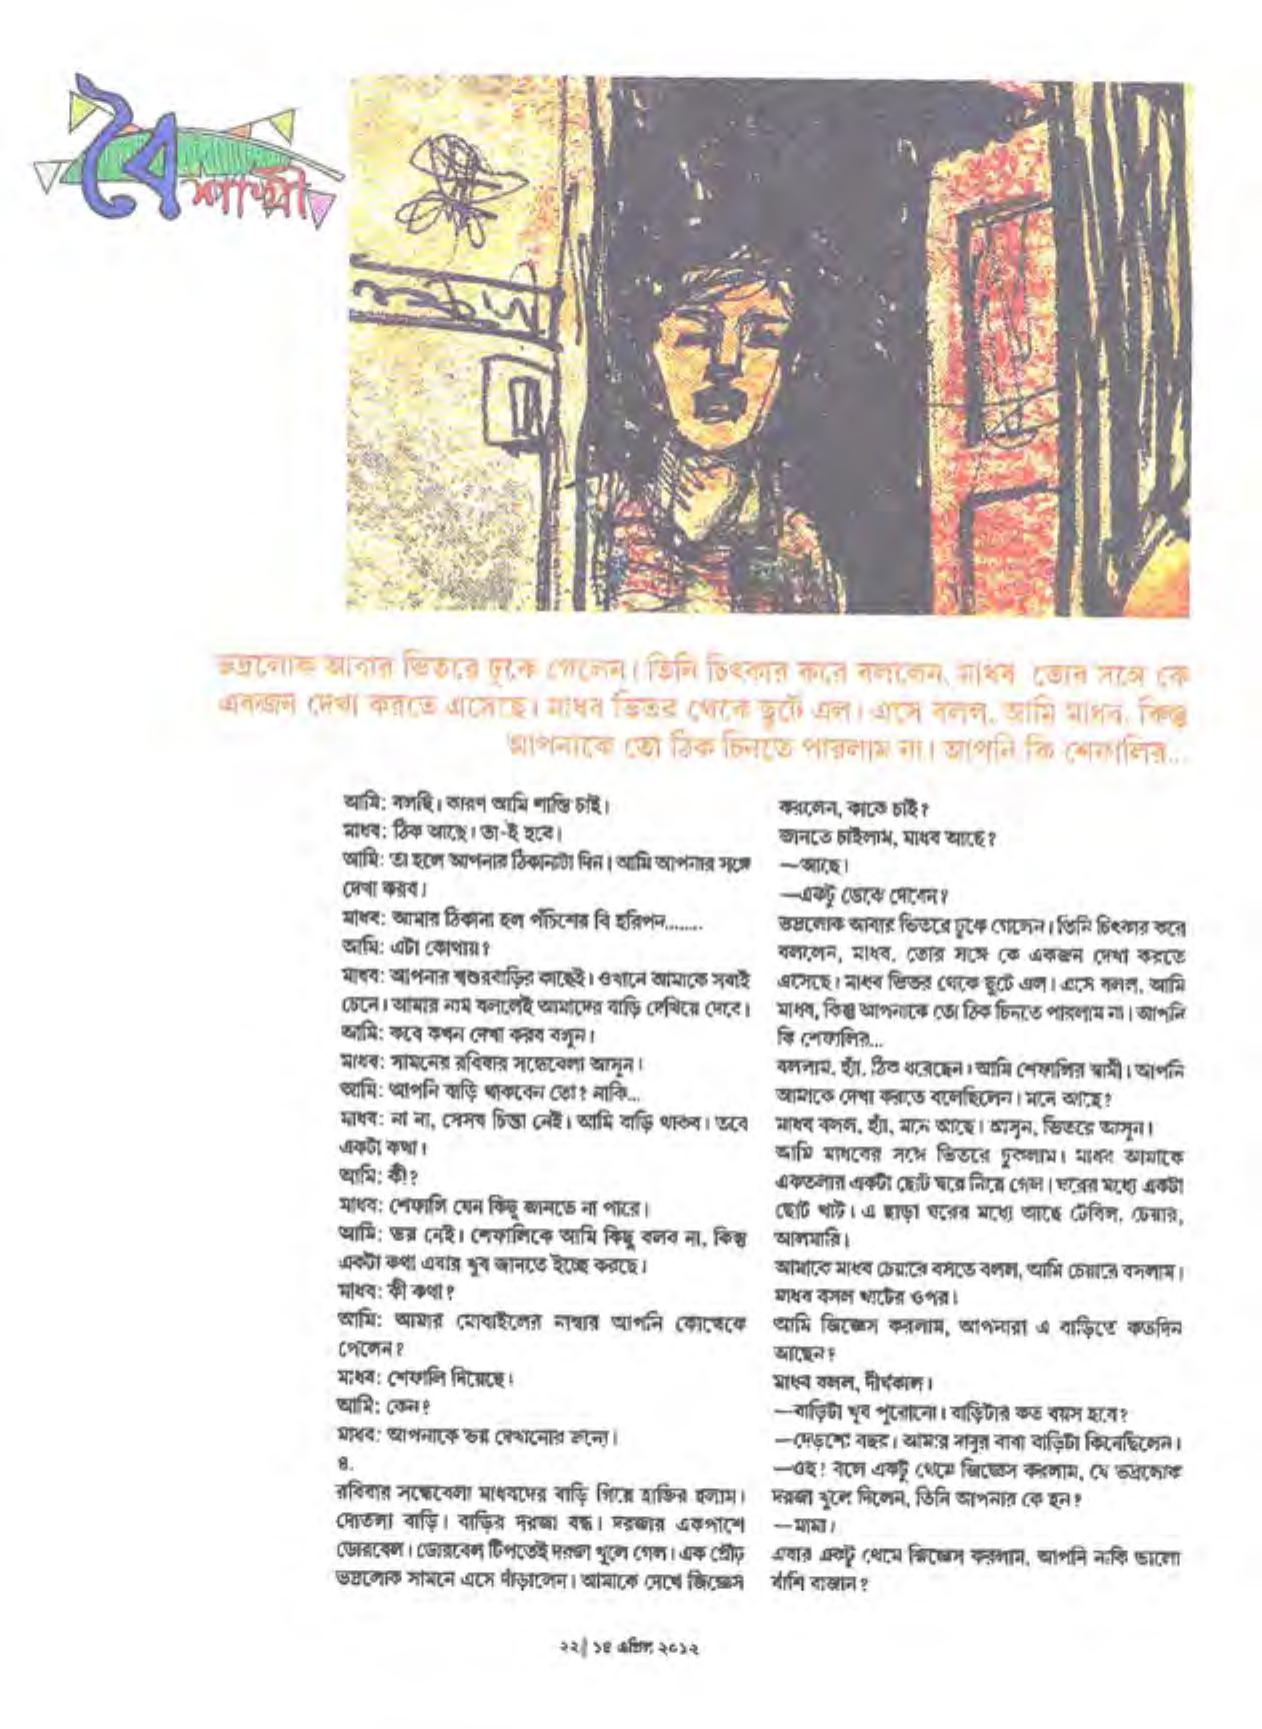 বৈশাখী
ভদ্রলোক আবার ভিতরে ঢুকে গেলেন। তিনি চিৎকার করে বললেন, মাধব তোর সঙ্গে কে
একজন দেখা করতে এসেছে। মাধব ভিতর থেকে ছুটে এল। এসে বলল, আমি মাধব, কিন্তু
আপনাকে তো ঠিক চিনতে পারলাম না। আপনি কি শেফালির...
আমি: বলছি। কারণ আমি শান্তি চাই।
মাধব: ঠিক আছে। তা-ই হবে।
আমি: তা হলে আপনার ঠিকানাটা দিন। আমি আপনার সঙ্গে
দেখা করব।
মাধব: আমার ঠিকানা হল পঁচিশের বি হরিপন........
আমি: এটা কোথায়?
মাধব: আপনার শ্বশুরবাড়ির কাছেই। ওখানে আমাকে সবাই
চেনে। আমার নাম বললেই আমাদের বাড়ি দেখিয়ে দেবে।
আমি: কবে কখন দেখা করব বলুন।
মাধব: সামনের রবিবার সন্ধেবেলা আসুন।
আমি: আপনি বাড়ি থাকবেন তো? নাকি...
মাধব: না না, সেসব চিন্তা নেই। আমি বাড়ি থাকব। তবে
একটা কথা।
আমি: কী?
মাধব: শেফালি যেন কিছু জানতে না পারে।
আমি: ভয় নেই। শেফালিকে আমি কিছু বলব না, কিন্তু
একটা কথা এবার খুব জানতে ইচ্ছে করছে।
মাধব: কী কথা?
আমি: আমার মোবাইলের নাম্বার আপনি কোত্থেকে
পেলেন?
মাধব: শেফালি দিয়েছে।
আমি: কেন?
মাধব: আপনাকে ভয় দেখানোর জন্যে।
৪.
রবিবার সন্ধেবেলা মাধবদের বাড়ি গিয়ে হাজির হলাম।
দোতলা বাড়ি। বাড়ির দরজা বন্ধ। দরজার একপাশে
ডোরবেল। ডোরবেল টিপতেই দরজা খুলে গেল। এক প্রৌঢ়
ভদ্রলোক সামনে এসে দাঁড়ালেন। আমাকে দেখে জিজ্ঞেস
করলেন, কাকে চাই?
জানতে চাইলাম, মাধব আছে?
—আছে।
—একটু ডেকে দেবেন?
ভদ্রলোক আবার ভিতরে ঢুকে গেলেন। তিনি চিৎকার করে
বললেন, মাধব, তোর সঙ্গে কে একজন দেখা করতে
এসেছে। মাধব ভিতর থেকে ছুটে এল। এসে বলল, আমি
মাধব, কিন্তু আপনাকে তো ঠিক চিনতে পারলাম না। আপনি
কি শেফালির...
বললাম, হ্যাঁ, ঠিক ধরেছেন। আমি শেফালির স্বামী। আপনি
আমাকে দেখা করতে বলেছিলেন। মনে আছে?
মাধব বলল, হ্যাঁ, মনে আছে। আসুন, ভিতরে আসুন।
আমি মাধবের সঙ্গে ভিতরে ঢুকলাম। মাধব আমাকে
একতলার একটা ছোট ঘরে নিয়ে গেল। ঘরের মধ্যে একটা
ছোট খাট। এ ছাড়া ঘরের মধ্যে আছে টেবিল, চেয়ার,
আলমারি।
আমাকে মাধব চেয়ারে বসতে বলল, আমি চেয়ারে বসলাম।
মাধব বসল খাটের ওপর।
আমি জিজ্ঞেস করলাম, আপনারা এ বাড়িতে কতদিন
আছেন?
মাধব বলল, দীর্ঘকাল।
—বাড়িটা খুব পুরোনো। বাড়িটার কত বয়স হবে?
—দেড়শো বছর। আমার দাদুর বাবা বাড়িটা কিনেছিলেন।
—ওহ! বলে একটু থেমে জিজ্ঞেস করলাম, যে ভদ্রলোক
দরজা খুলে দিলেন, তিনি আপনার কে হন?
—মামা।
এবার একটু থেমে জিজ্ঞেস করলাম, আপনি নাকি ভালো
বাঁশি বাজান?
২২| ১৪ এপ্রিল ২০১২